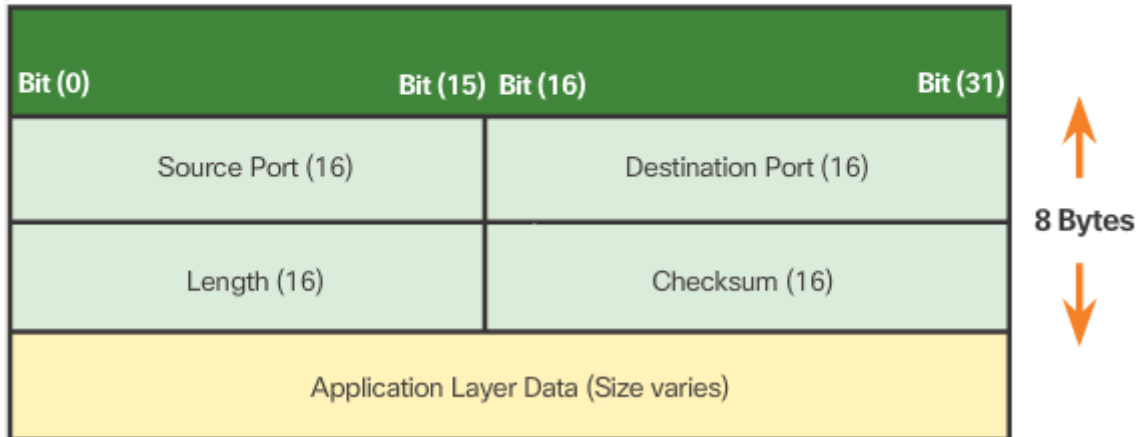 Bit (0) Bit (15) Bit (16) Bit (31)
Source Port (16) Destination Port (16)
8 Bytes
Length (16) Checksum (16)
Application Layer Data (Size varies)